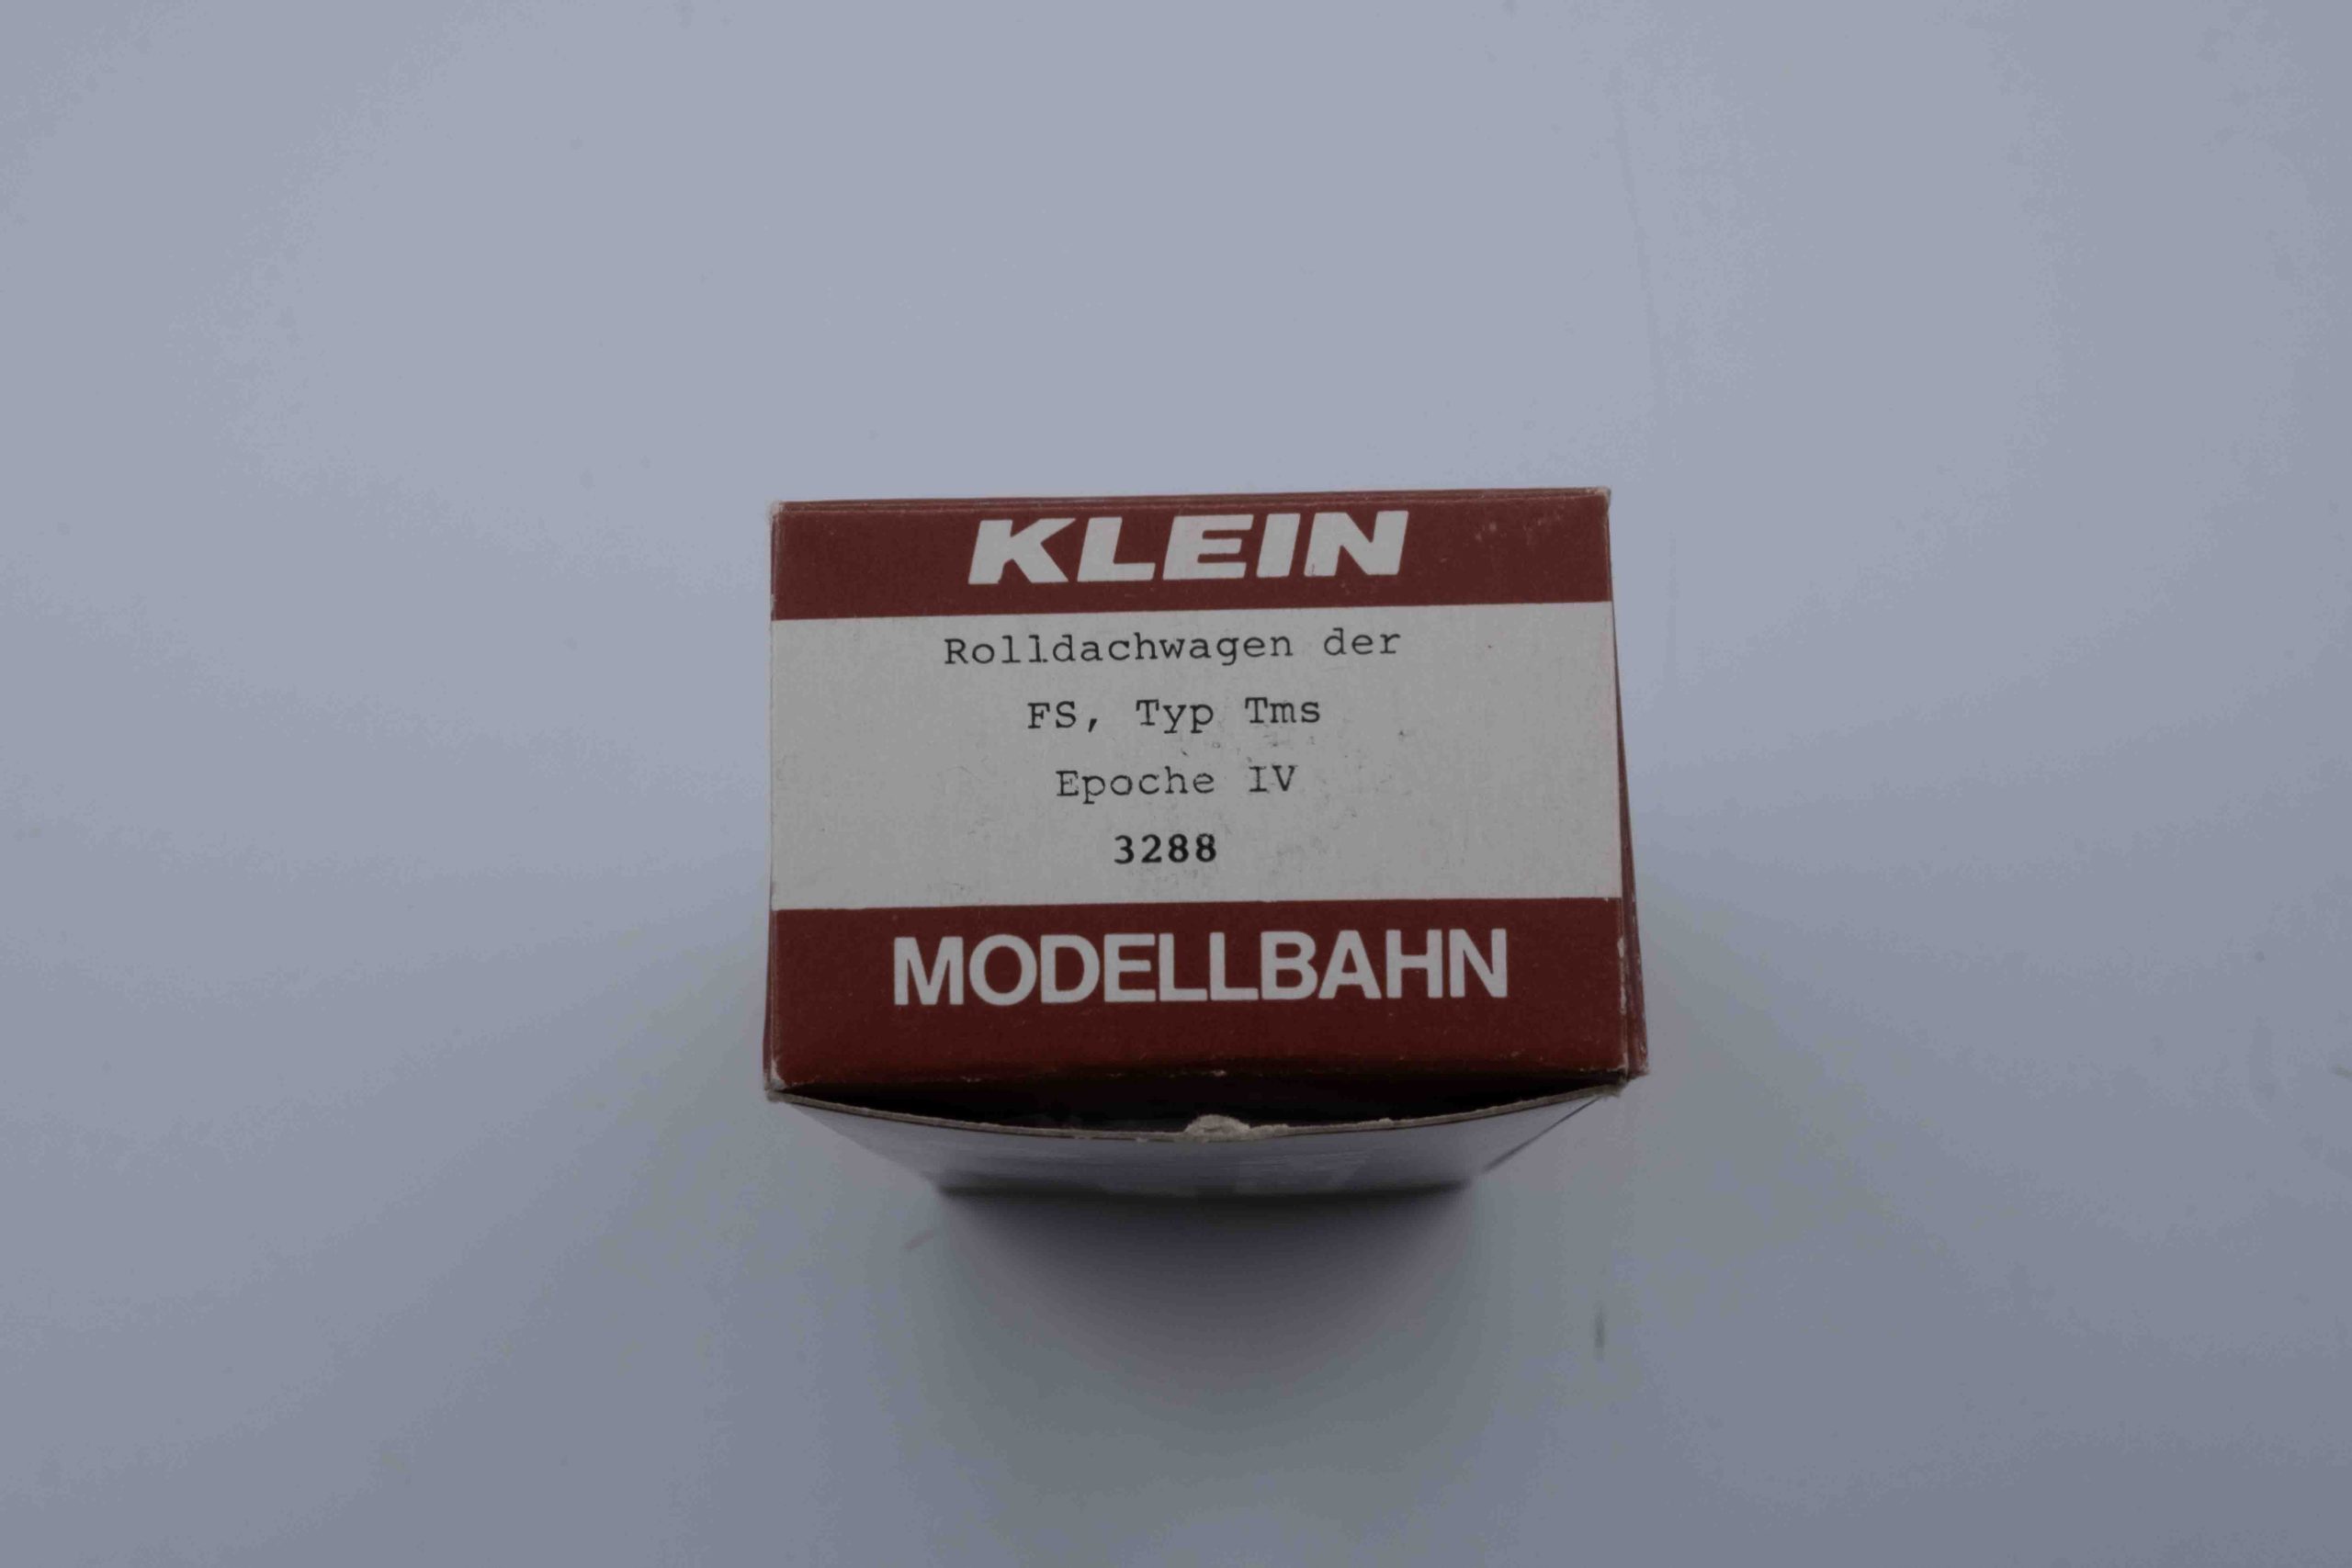 KLEIN
Rolldachwagen der
FS, Typ Tms
Epoche IV
3288
MODELLBAHN